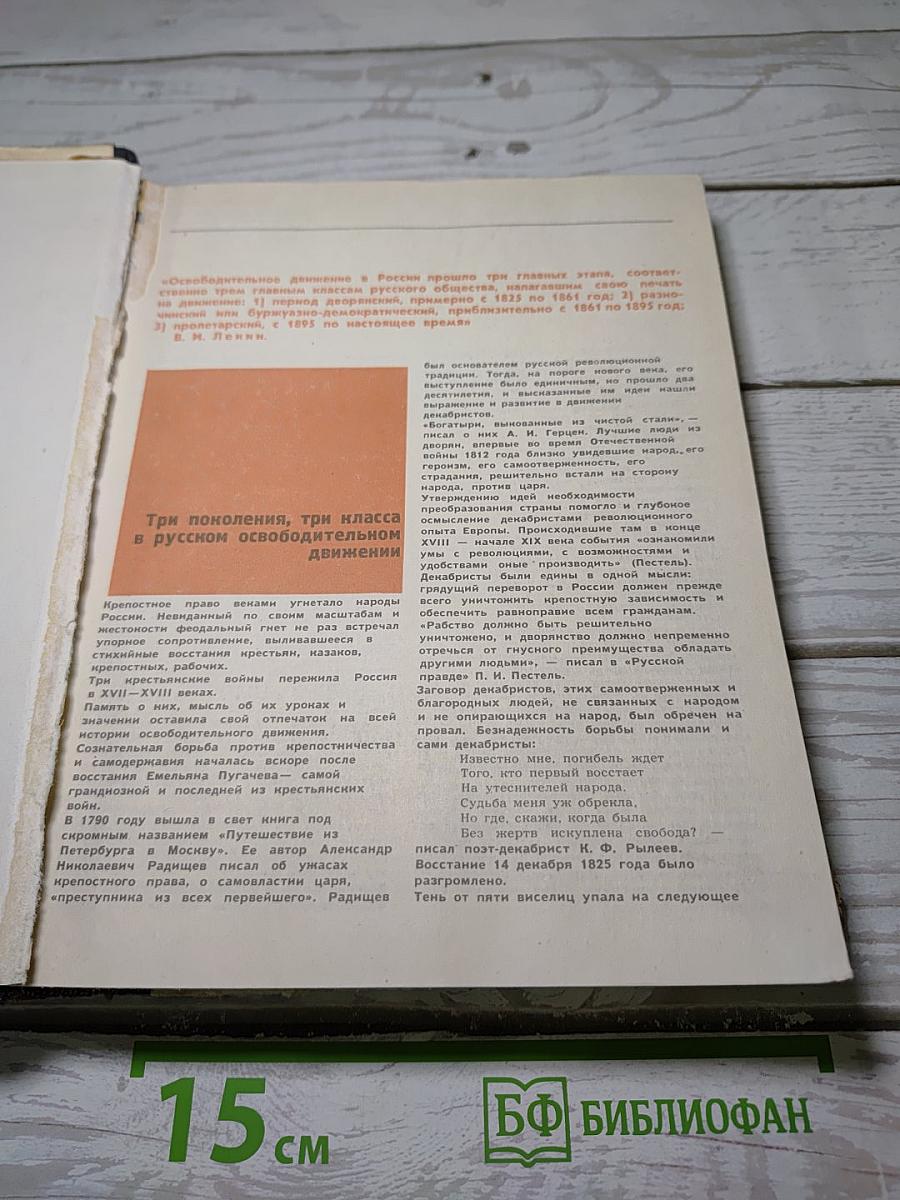 «Освободительное движение в России прошло три главных этапа, соответ-
ственно трем главным классам русского общества, налагавшим свою печать
на движение: 1) период дворянский, примерно с 1825 по 1861 год; 2) разно-
чинский или буржуазно-демократический, приблизительно с 1861 по 1895 год;
3) пролетарский, с 1895 по настоящее время»
В. И. Ленин.
Три поколения, три класса
в русском освободительном
движении
Крепостное право веками угнетало народы
России. Невиданный по своим масштабам и
жестокости феодальный гнет не раз встречал
упорное сопротивление, выливавшееся в
стихийные восстания крестьян, казаков,
крепостных, рабочих.
Три крестьянские войны пережила Россия
в XVII—XVIII веках.
Память о них, мысль об их уроках и
значении оставила свой отпечаток на всей
истории освободительного движения.
Сознательная борьба против крепостничества
и самодержавия началась вскоре после
восстания Емельяна Пугачева— самой
грандиозной и последней из крестьянских
войн.
В 1790 году вышла в свет книга под
скромным названием «Путешествие из
Петербурга в Москву». Ее автор Александр
Николаевич Радищев писал об ужасах
крепостного права, о самовластии царя,
«преступника из всех первейшего». Радищев
был основателем русской революционной
традиции. Тогда, на пороге нового века, его
выступление было единичным, но прошло два
десятилетия, и высказанные им идеи нашли
выражение и развитие в движении
декабристов.
«Богатыри, выкованные из чистой стали»,—
писал о них А. И. Герцен. Лучшие люди из
дворян, впервые во время Отечественной
войны 1812 года близко увидевшие народ, его
героизм, его самоотверженность, его
страдания, решительно встали на сторону
народа, против царя.
Утверждению идей необходимости
преобразования страны помогло и глубокое
осмысление декабристами революционного
опыта Европы. Происходившие там в конце
XVIII — начале XIX века события «ознакомили
умы с революциями, с возможностями и
удобствами оные производить» (Пестель).
Декабристы были едины в одной мысли:
грядущий переворот в России должен прежде
всего уничтожить крепостную зависимость и
обеспечить равноправие всем гражданам.
«Рабство должно быть решительно
уничтожено, и дворянство должно непременно
отречься от гнусного преимущества обладать
другими людьми», — писал в «Русской
правде» П. И. Пестель.
Заговор декабристов, этих самоотверженных и
благородных людей, не связанных с народом
и не опирающихся на народ, был обречен на
провал. Безнадежность борьбы понимали и
сами декабристы:
Известно мне, погибель ждет
Того, кто первый восстает
На утеснителей народа.
Судьба меня уж обрекла,
Но где, скажи, когда была
Без жертв искуплена свобода? —
писал поэт-декабрист К. Ф. Рылеев.
Восстание 14 декабря 1825 года было
разгромлено.
Тень от пяти виселиц упала на следующее
15 см
БФ БИБЛИОФАН